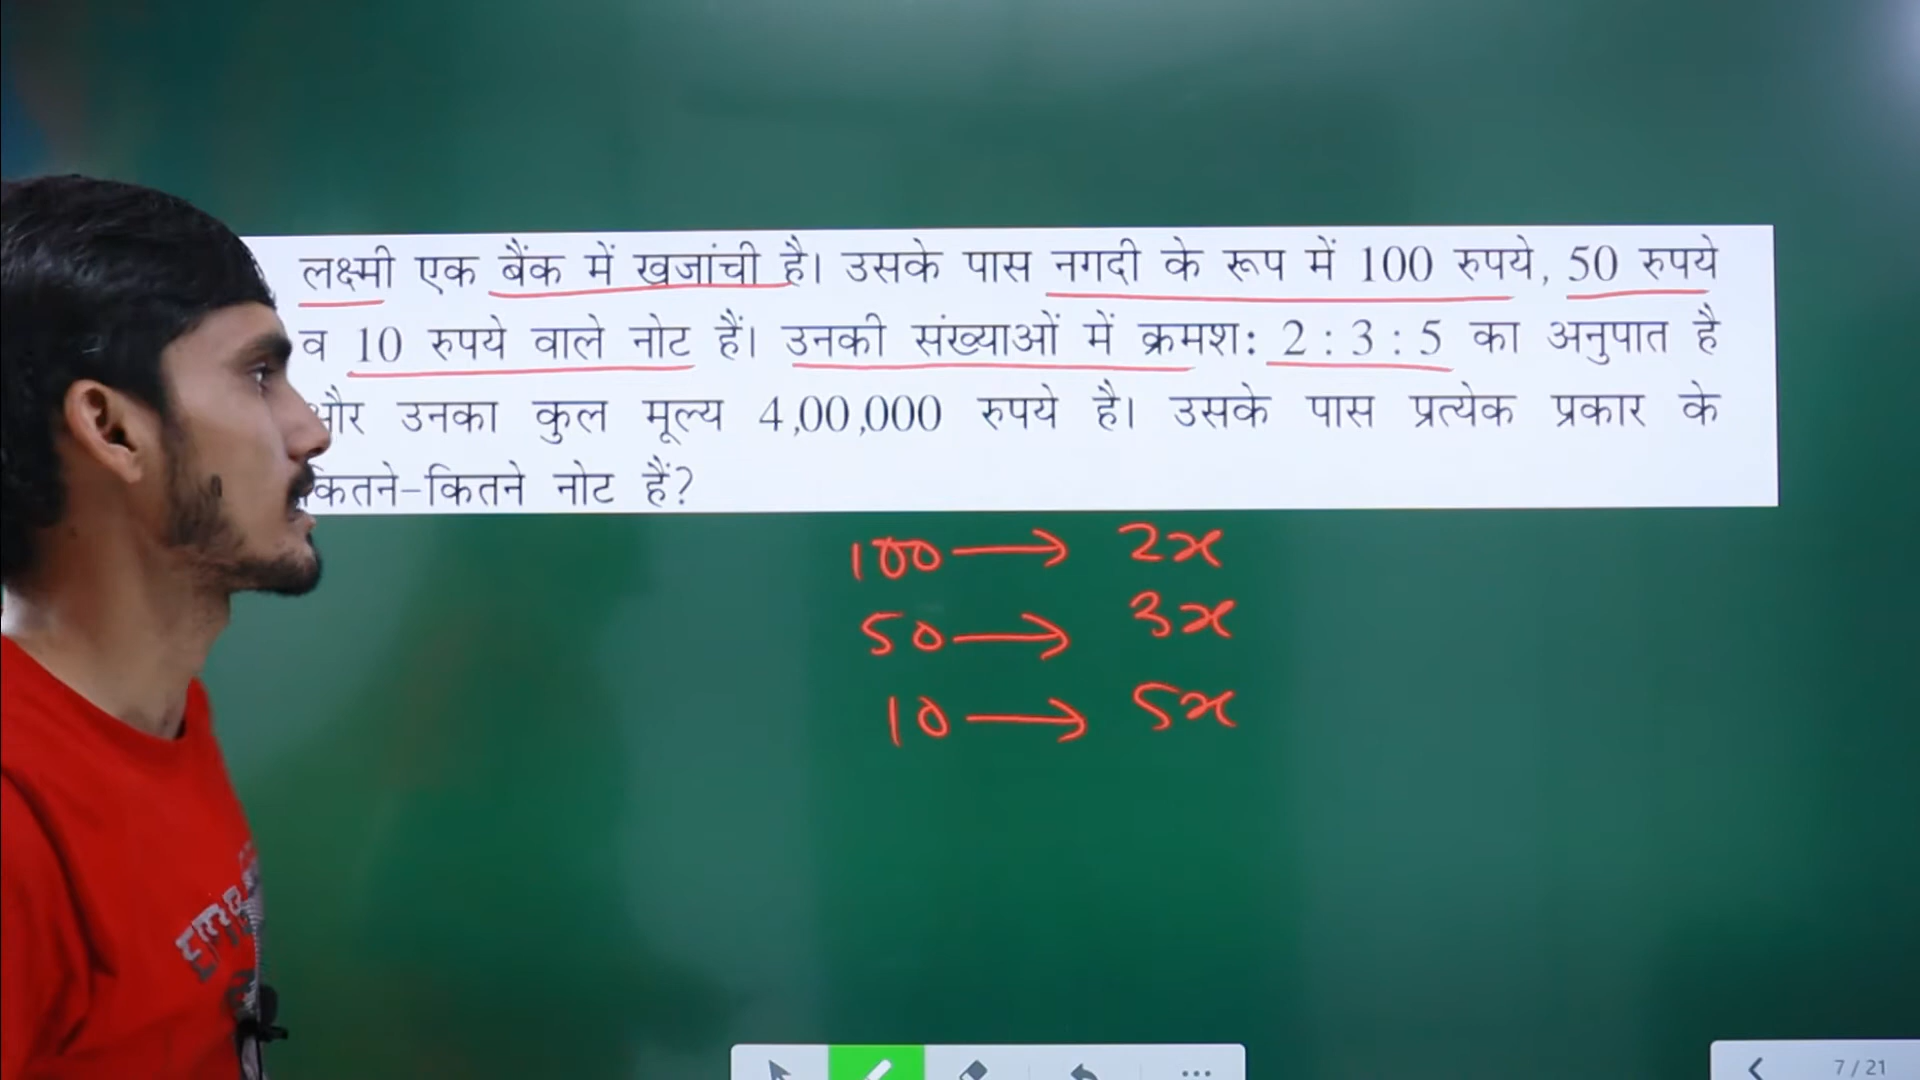 लक्ष्मी एक बैंक में खजांची है। उसके पास नगदी के रूप में 100 रुपये, 50 रुपये
व 10 रुपये वाले नोट हैं। उनकी संख्याओं में क्रमश: 2 : 3 : 5 का अनुपात है
और उनका कुल मूल्य 4,00,000 रुपये है। उसके पास प्रत्येक प्रकार के
कितने-कितने नोट हैं?
100 → 2x
50 → 3x
10 → 5x
7 / 21